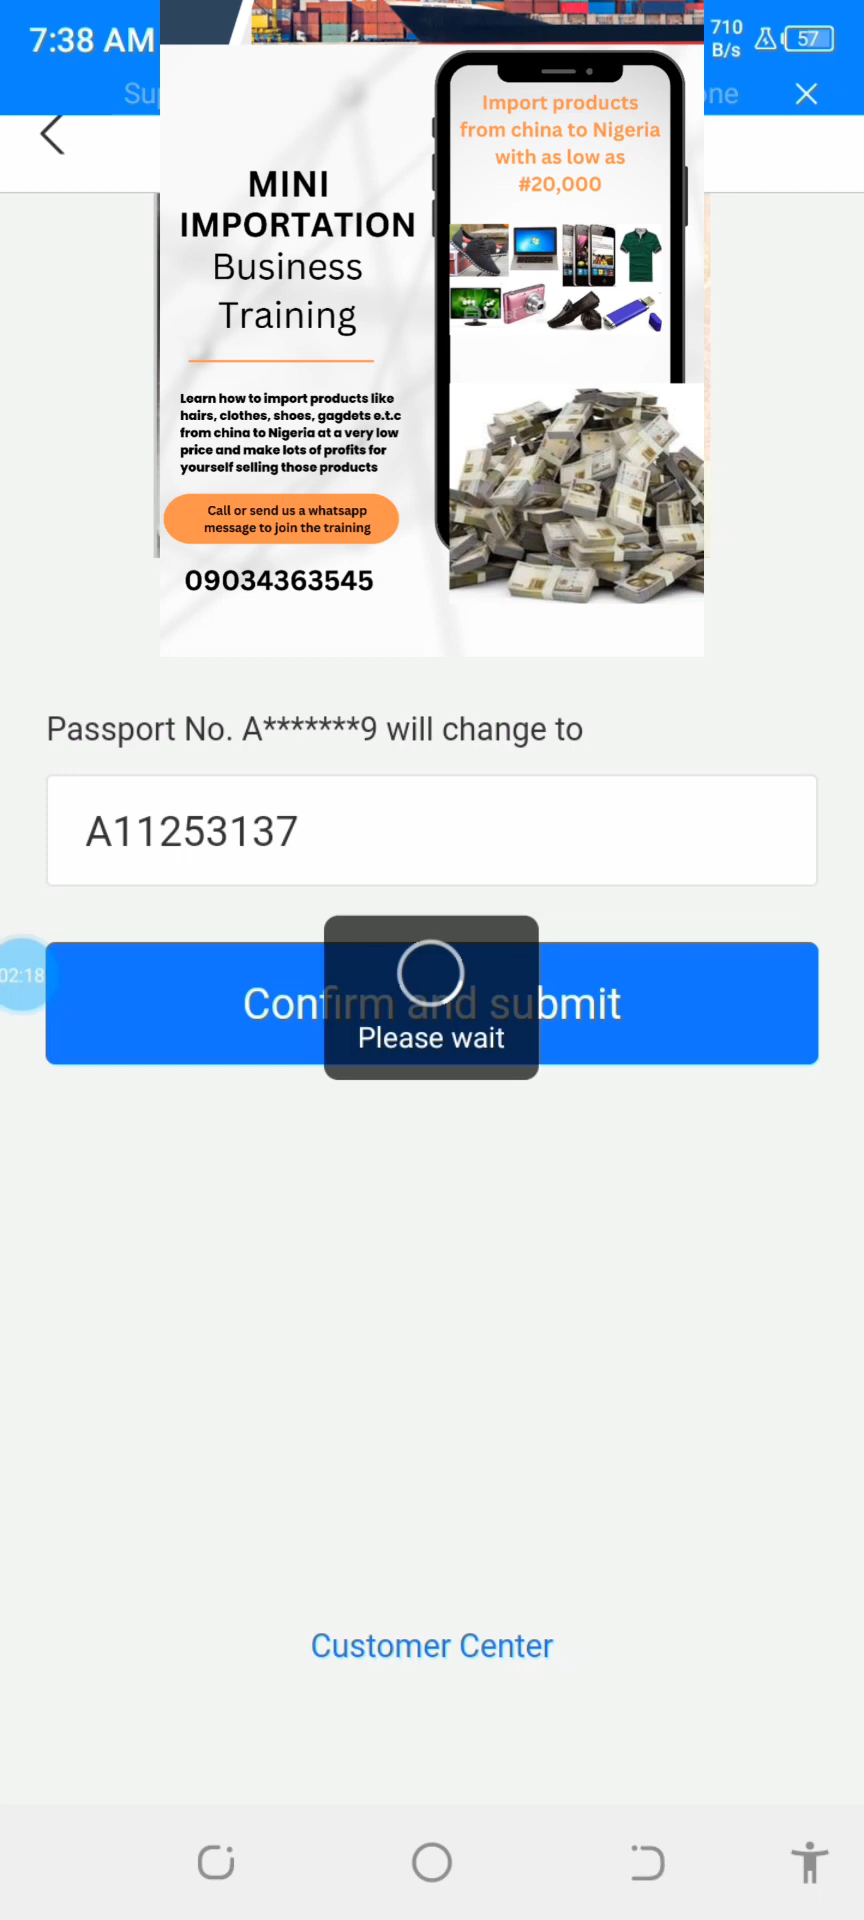 7:38 AM
710
B/s
57
Su
ne
Import products
from china to Nigeria
with as low as
#20,000
MINI
IMPORTATION
Business
Training
Learn how to import products like
hairs, clothes, shoes, gagdets e.t.c
from china to Nigeria at a very low
price and make lots of profits for
yourself selling those products
Call or send us a whatsapp
message to join the training
09034363545
Passport No. A*******9 will change to
A11253137
02:18
Confirm and submit
Please wait
Customer Center